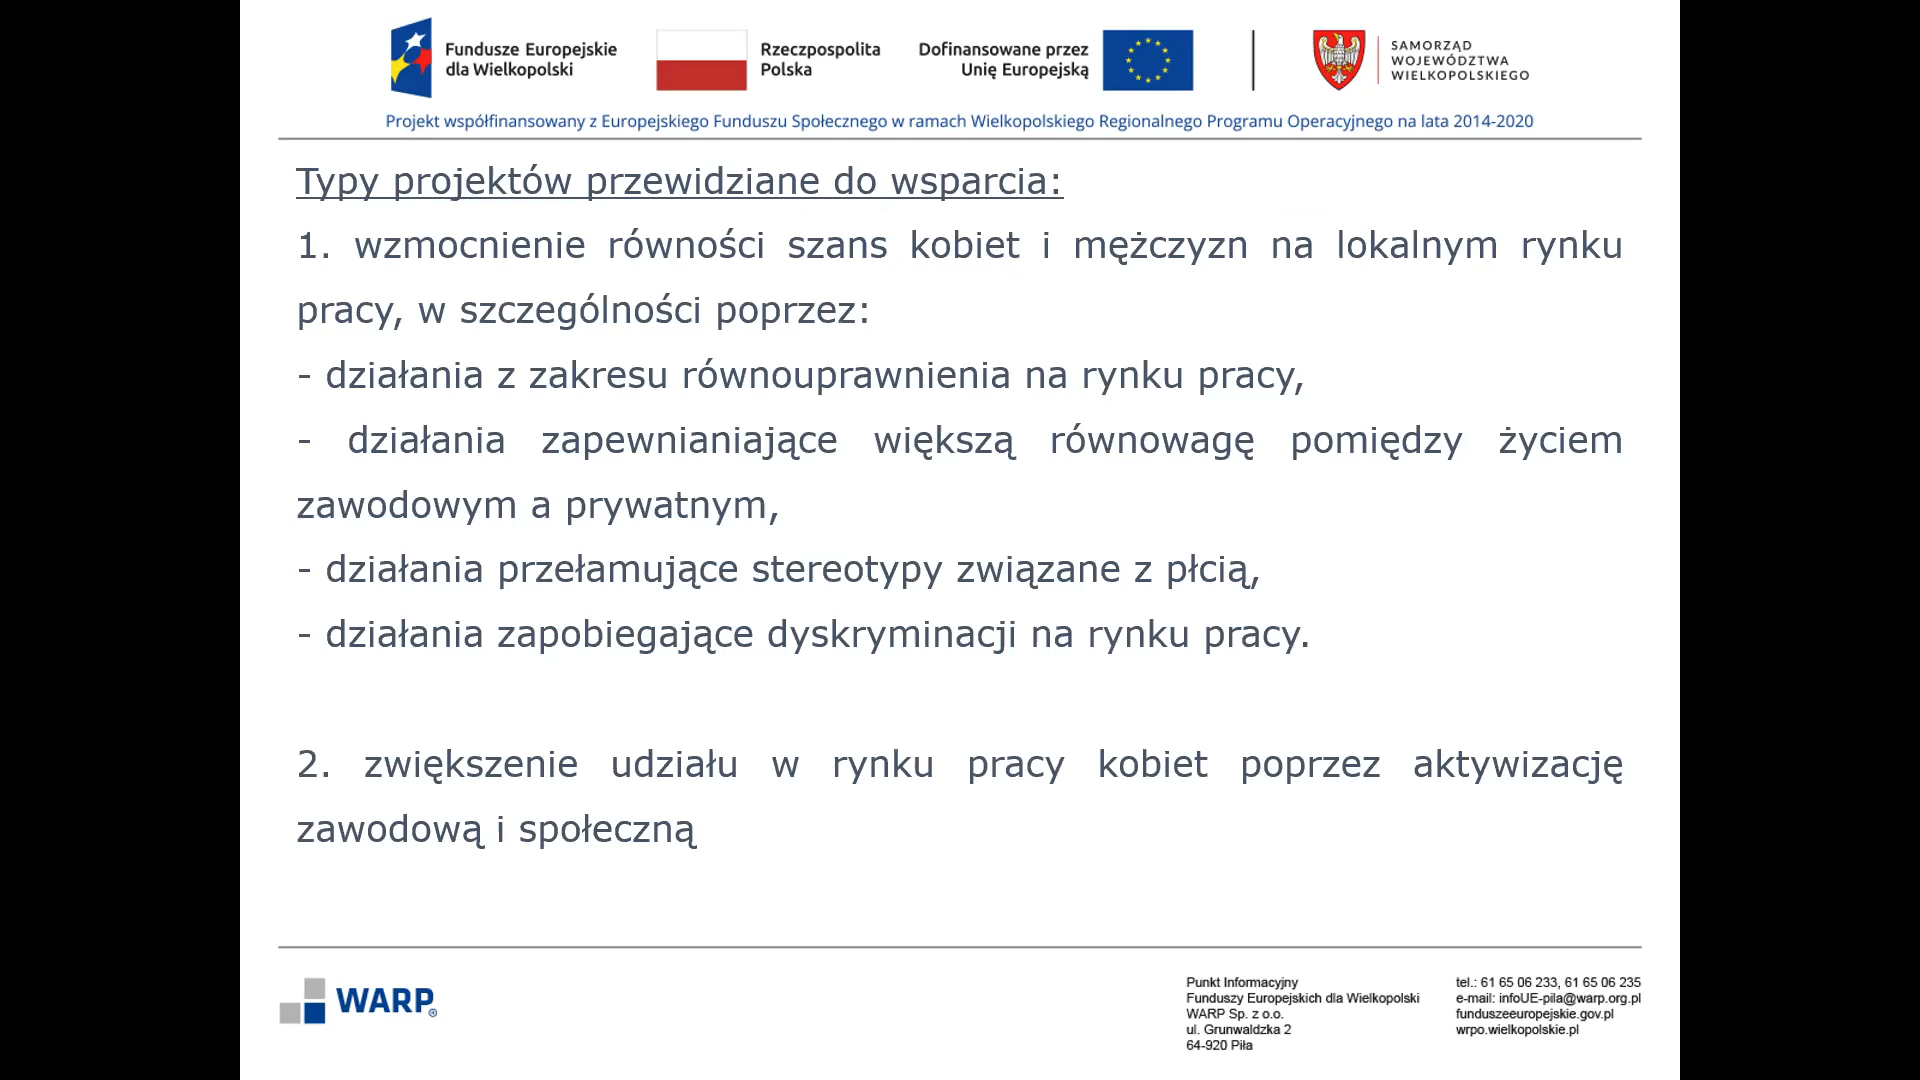 Fundusze Europejskie
dla Wielkopolski
Rzeczpospolita
Polska
Dofinansowane przez
Unię Europejską
SAMORZĄD
WOJEWÓDZTWA
WIELKOPOLSKIEGO
Projekt współfinansowany z Europejskiego Funduszu Społecznego w ramach Wielkopolskiego Regionalnego Programu Operacyjnego na lata 2014-2020
Typy projektów przewidziane do wsparcia:
1. wzmocnienie równości szans kobiet i mężczyzn na lokalnym rynku
pracy, w szczególności poprzez:
- działania z zakresu równouprawnienia na rynku pracy,
- działania zapewnianiające większą równowagę pomiędzy życiem
zawodowym a prywatnym,
- działania przełamujące stereotypy związane z płcią,
- działania zapobiegające dyskryminacji na rynku pracy.
2. zwiększenie udziału w rynku pracy kobiet poprzez aktywizację
zawodową i społeczną
WARP®
Punkt Informacyjny
Funduszy Europejskich dla Wielkopolski
WARP Sp. z o.o.
ul. Grunwaldzka 2
64-920 Piła
tel.: 61 65 06 233, 61 65 06 235
e-mail: infoUE-pila@warp.org.pl
funduszeeuropejskie.gov.pl
wrpo.wielkopolskie.pl